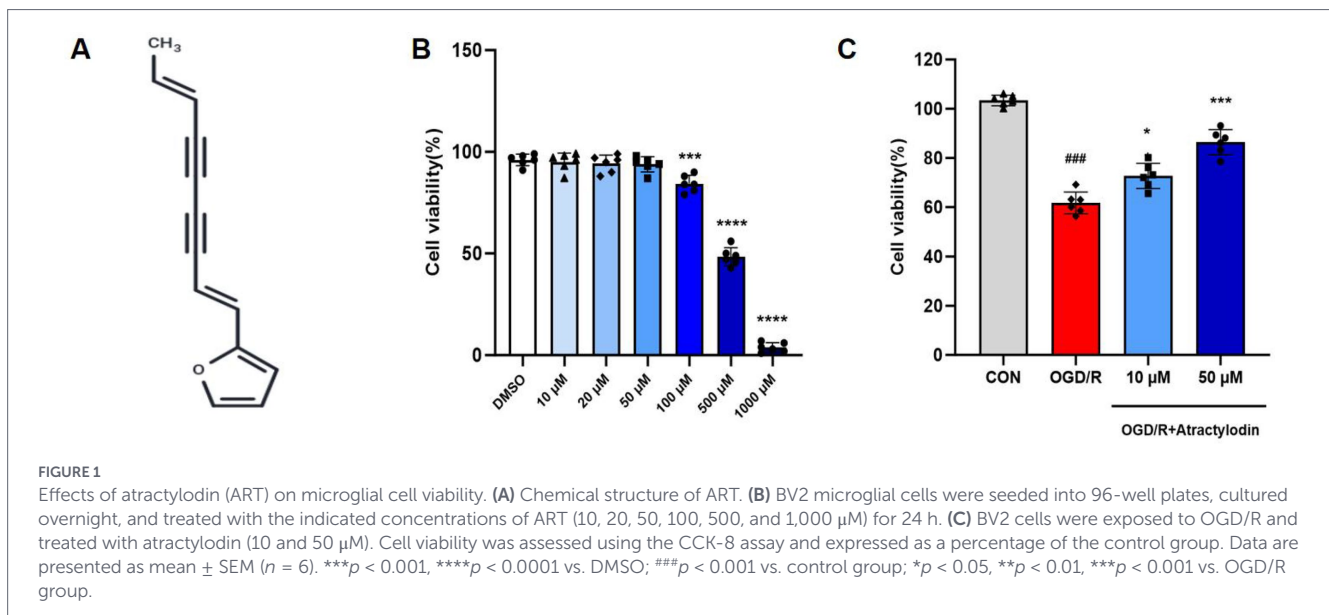 A
CH₃
O
B
Cell viability(%)
150
100
50
0
***
****
****
DMSO
10 µM
20 µM
50 µM
100 µM
500 µM
1000 µM
C
Cell viability(%)
120
100
80
60
40
20
0
###
*
***
CON
OGD/R
10 µM
50 µM
OGD/R+Atractylodin
FIGURE 1
Effects of atractylodin (ART) on microglial cell viability. (A) Chemical structure of ART. (B) BV2 microglial cells were seeded into 96-well plates, cultured
overnight, and treated with the indicated concentrations of ART (10, 20, 50, 100, 500, and 1,000 µM) for 24 h. (C) BV2 cells were exposed to OGD/R and
treated with atractylodin (10 and 50 µM). Cell viability was assessed using the CCK-8 assay and expressed as a percentage of the control group. Data are
presented as mean ± SEM (n = 6). ***p < 0.001, ****p < 0.0001 vs. DMSO; ###p < 0.001 vs. control group; *p < 0.05, **p < 0.01, ***p < 0.001 vs. OGD/R
group.